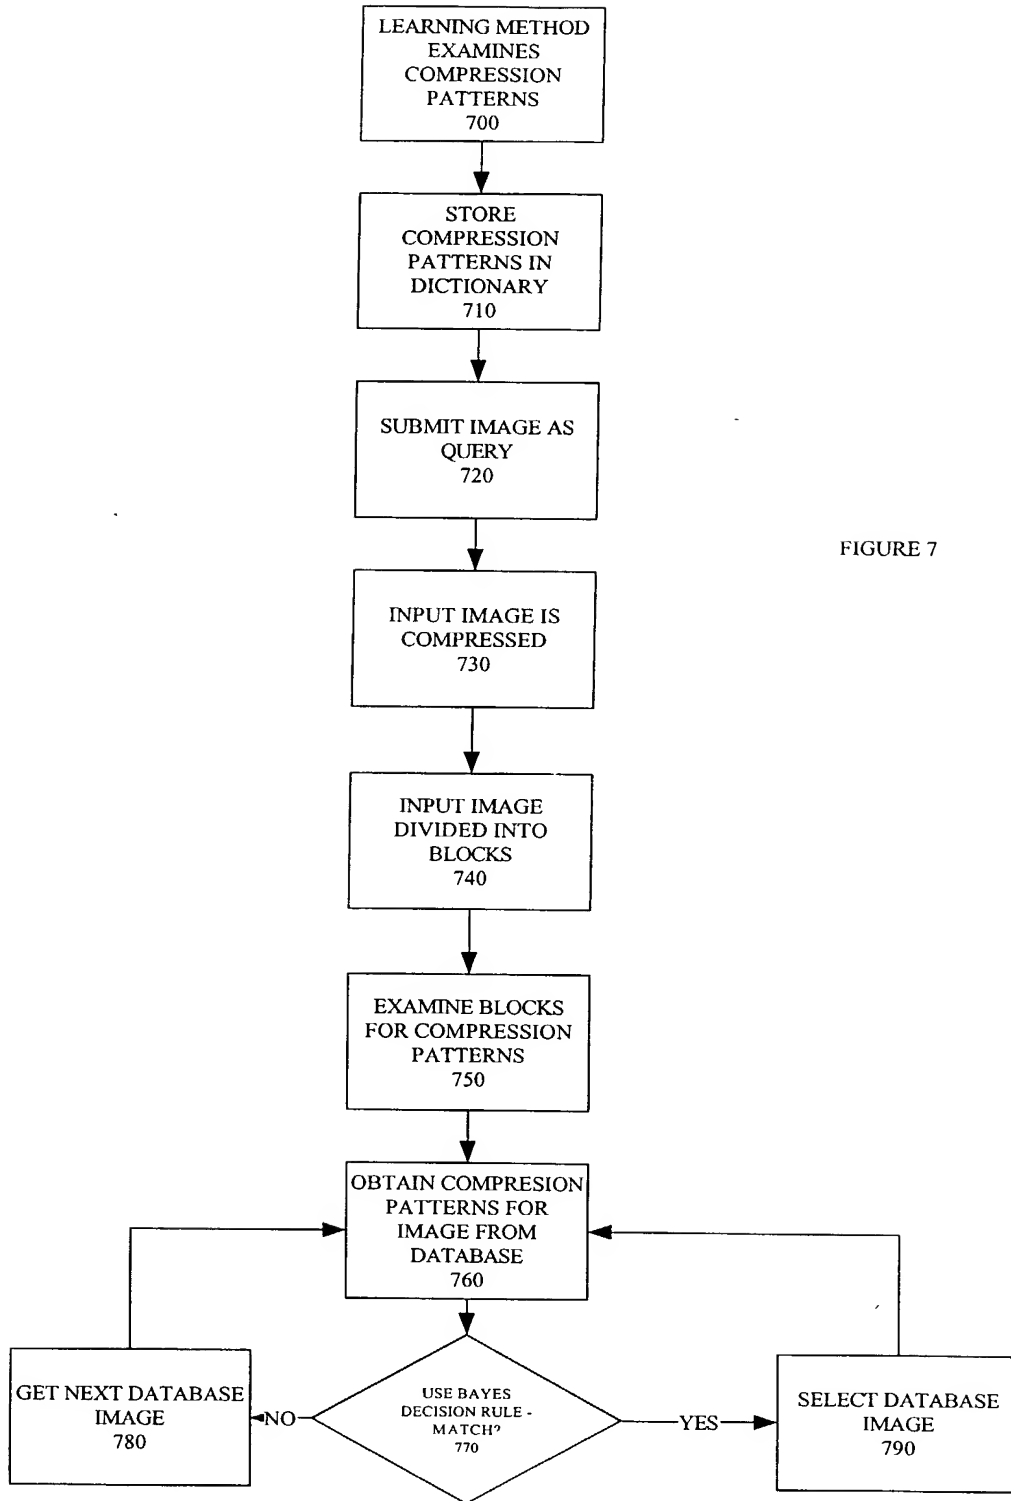 LEARNING METHOD
EXAMINES
COMPRESSION
PATTERNS
700
STORE
COMPRESSION
PATTERNS IN
DICTIONARY
710
SUBMIT IMAGE AS
QUERY
720
FIGURE 7
INPUT IMAGE IS
COMPRESSED
730
INPUT IMAGE
DIVIDED INTO
BLOCKS
740
EXAMINE BLOCKS
FOR COMPRESSION
PATTERNS
750
OBTAIN COMPRESION
PATTERNS FOR
IMAGE FROM
DATABASE
760
USE BAYES
DECISION RULE -
MATCH?
770
NO
YES
GET NEXT DATABASE
IMAGE
780
SELECT DATABASE
IMAGE
790